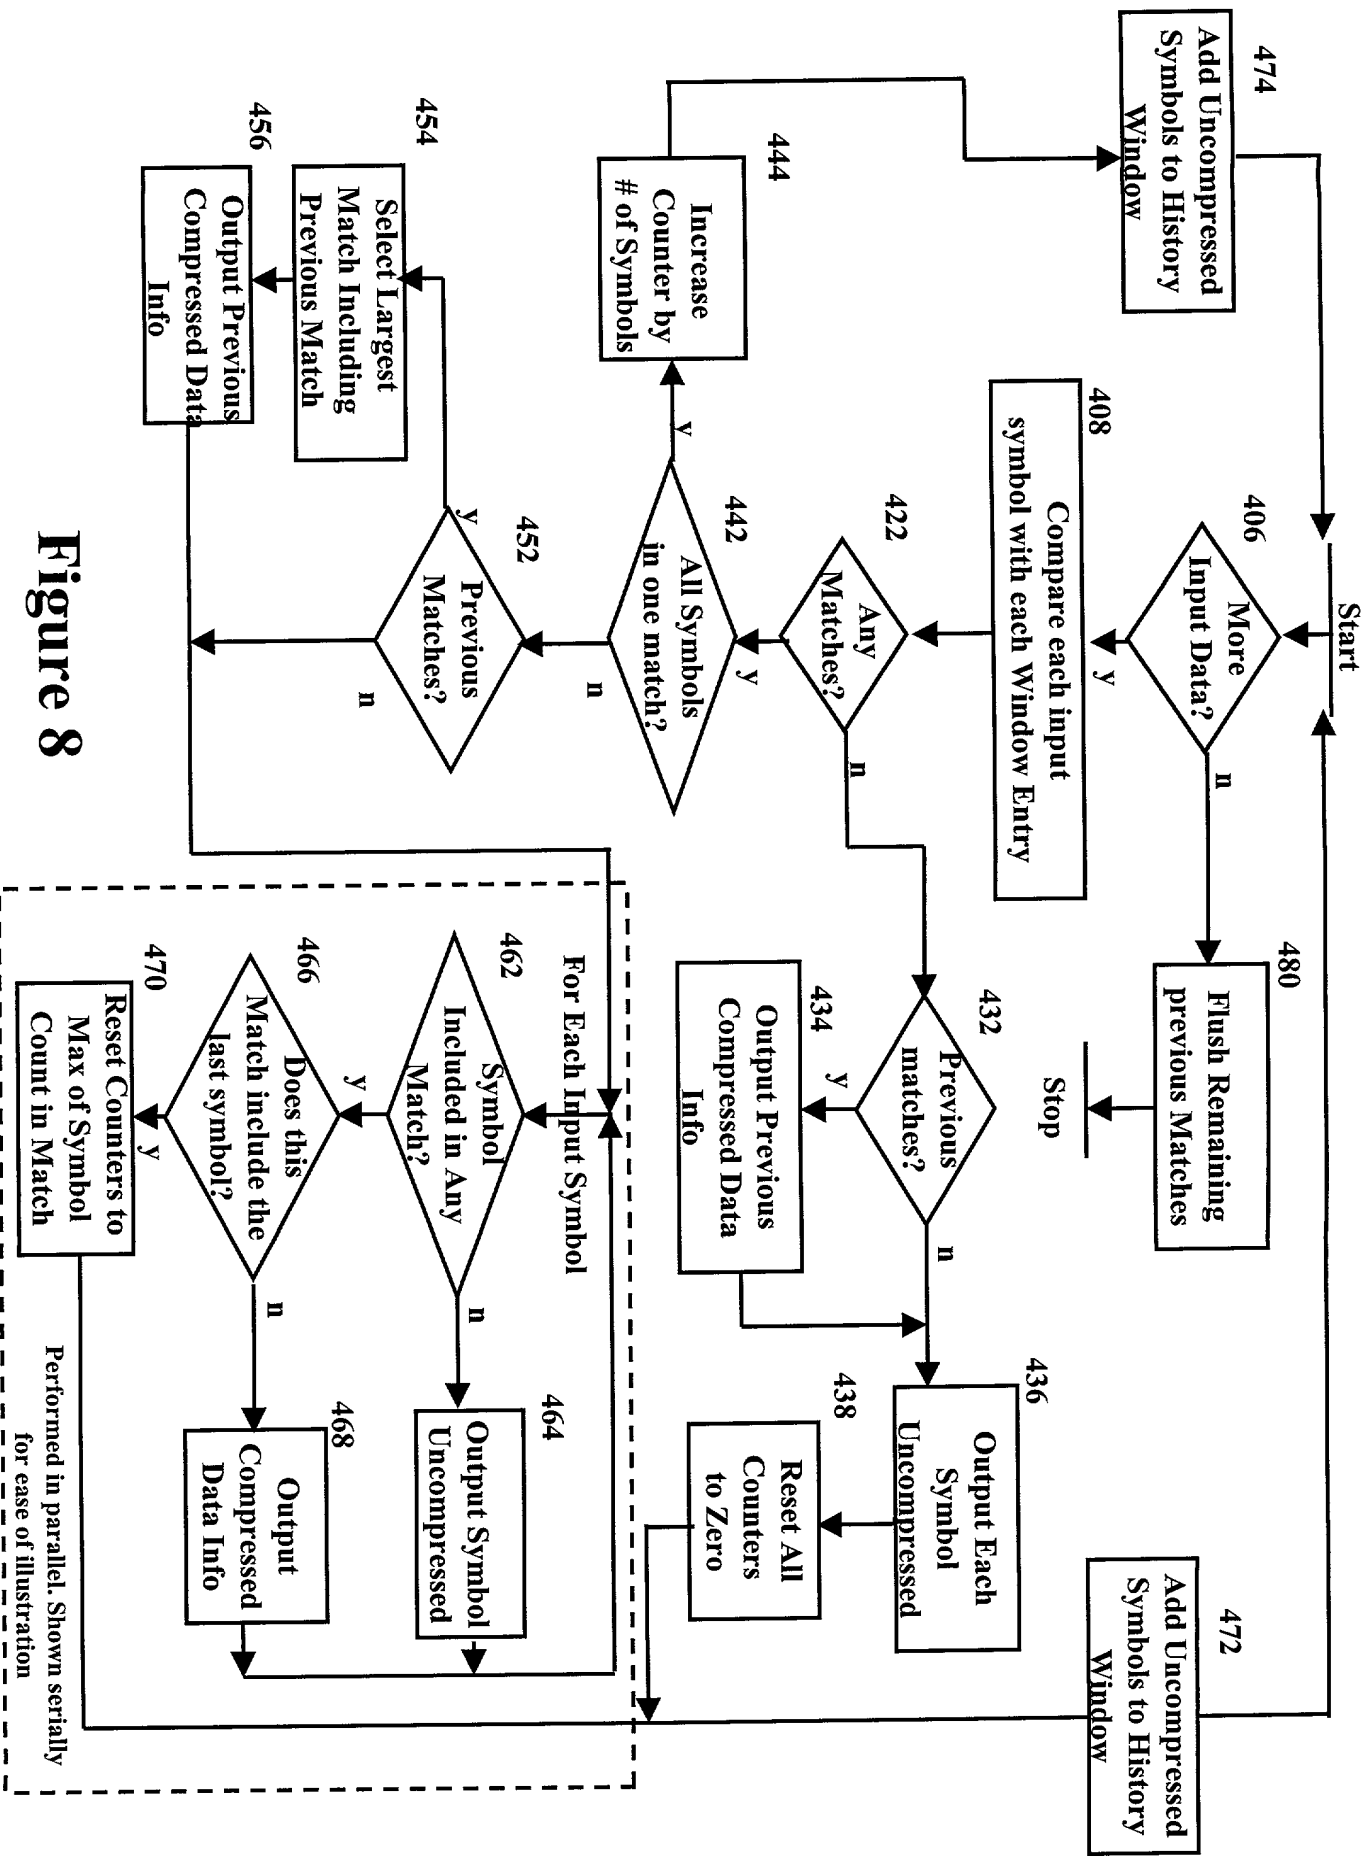 Start
474
Add Uncompressed
Symbols to History
Window
406
More
Input Data?
y
n
480
Flush Remaining
previous Matches
Stop
472
Add Uncompressed
Symbols to History
Window
408
Compare each input
symbol with each Window Entry
422
Any
Matches?
y
n
432
Previous
matches?
y
n
434
Output Previous
Compressed Data
Info
436
Output Each
Symbol
Uncompressed
438
Reset All
Counters
to Zero
444
Increase
Counter by
# of Symbols
442
All Symbols
in one match?
y
n
452
Previous
Matches?
y
n
454
Select Largest
Match Including
Previous Match
456
Output Previous
Compressed Data
Info
For Each Input Symbol
462
Symbol
Included in Any
Match?
y
n
464
Output Symbol
Uncompressed
466
Does this
Match include the
last symbol?
y
n
468
Output
Compressed
Data Info
470
Reset Counters to
Max of Symbol
Count in Match
Performed in parallel. Shown serially
for ease of illustration
Figure 8